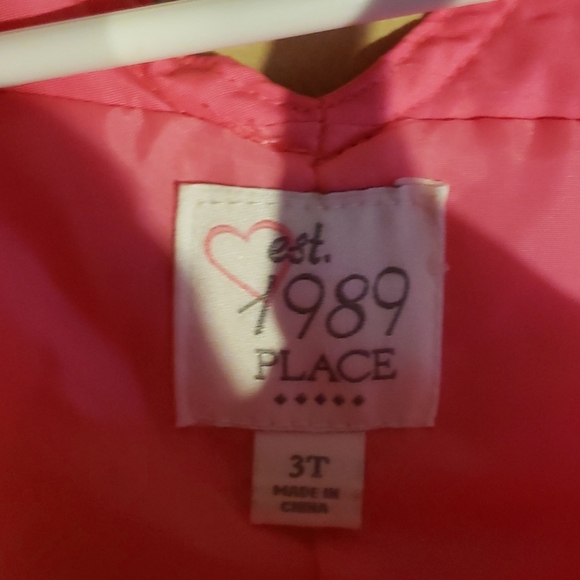 est.
1989
PLACE
3T
MADE IN
CHINA